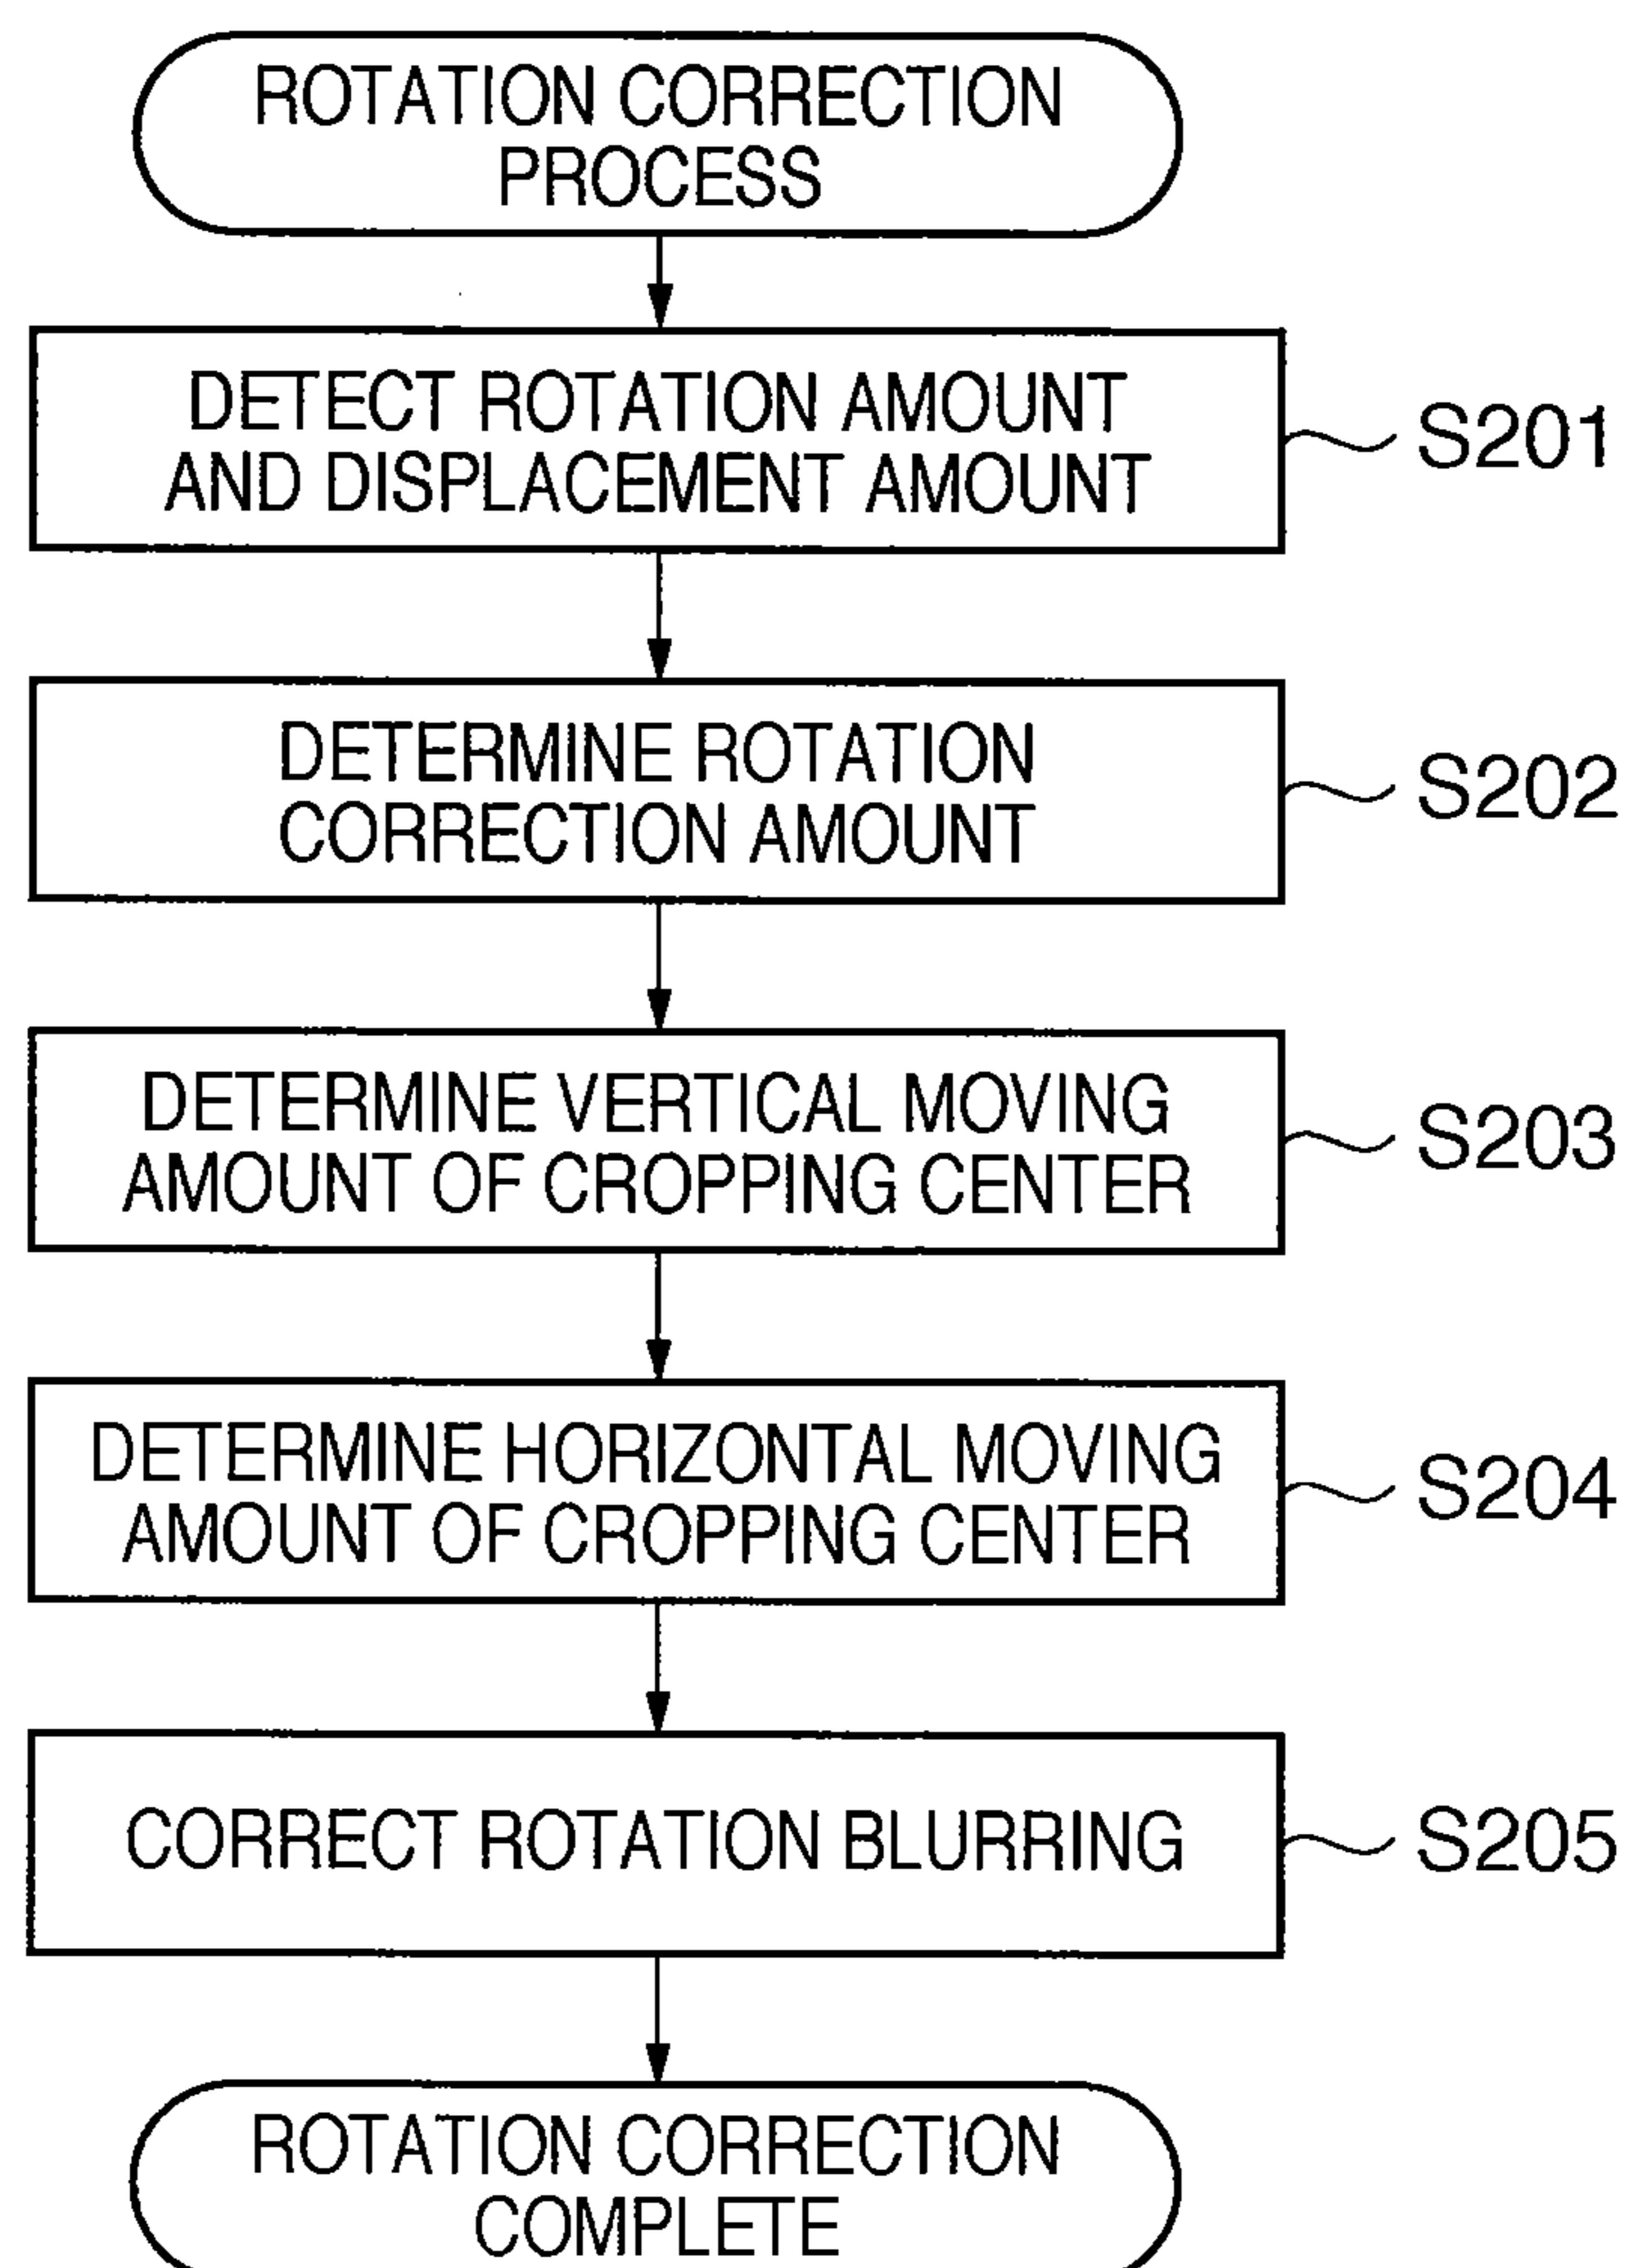 ROTATION CORRECTION
PROCESS
DETECT ROTATION AMOUNT
AND DISPLACEMENT AMOUNT
S201
DETERMINE ROTATION
CORRECTION AMOUNT
S202
DETERMINE VERTICAL MOVING
AMOUNT OF CROPPING CENTER
S203
DETERMINE HORIZONTAL MOVING
AMOUNT OF CROPPING CENTER
S204
CORRECT ROTATION BLURRING
S205
ROTATION CORRECTION
COMPLETE